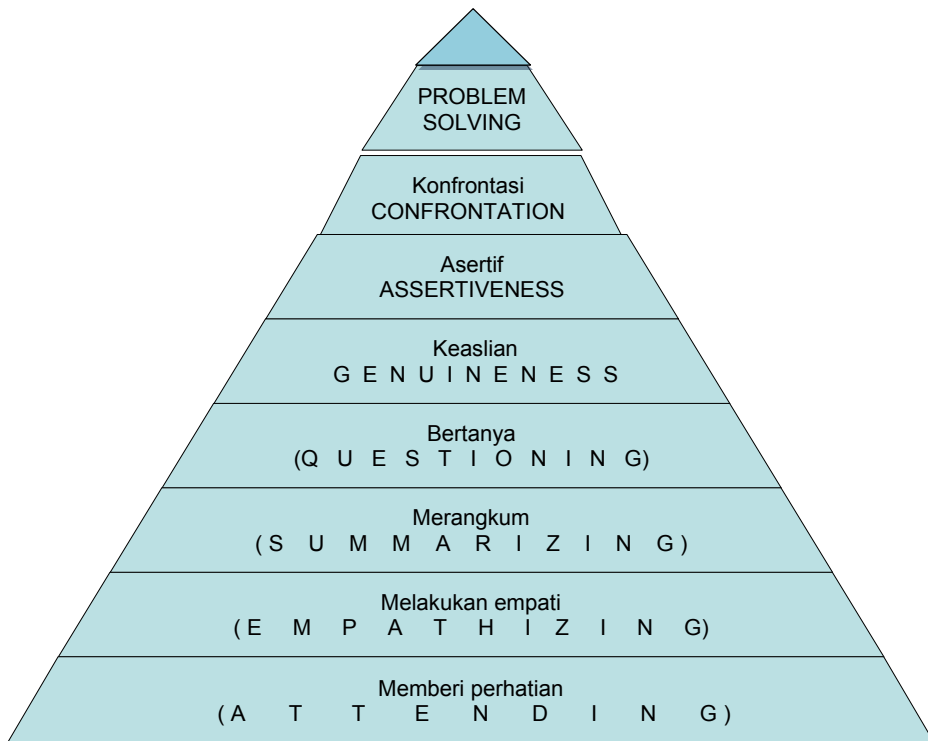 PROBLEM
SOLVING
Konfrontasi
CONFRONTATION
Asertif
ASSERTIVENESS
Keaslian
G E N U I N E N E S S
Bertanya
(Q U E S T I O N I N G)
Merangkum
( S U M M A R I Z I N G )
Melakukan empati
( E M P A T H I Z I N G)
Memberi perhatian
( A T T E N D I N G )